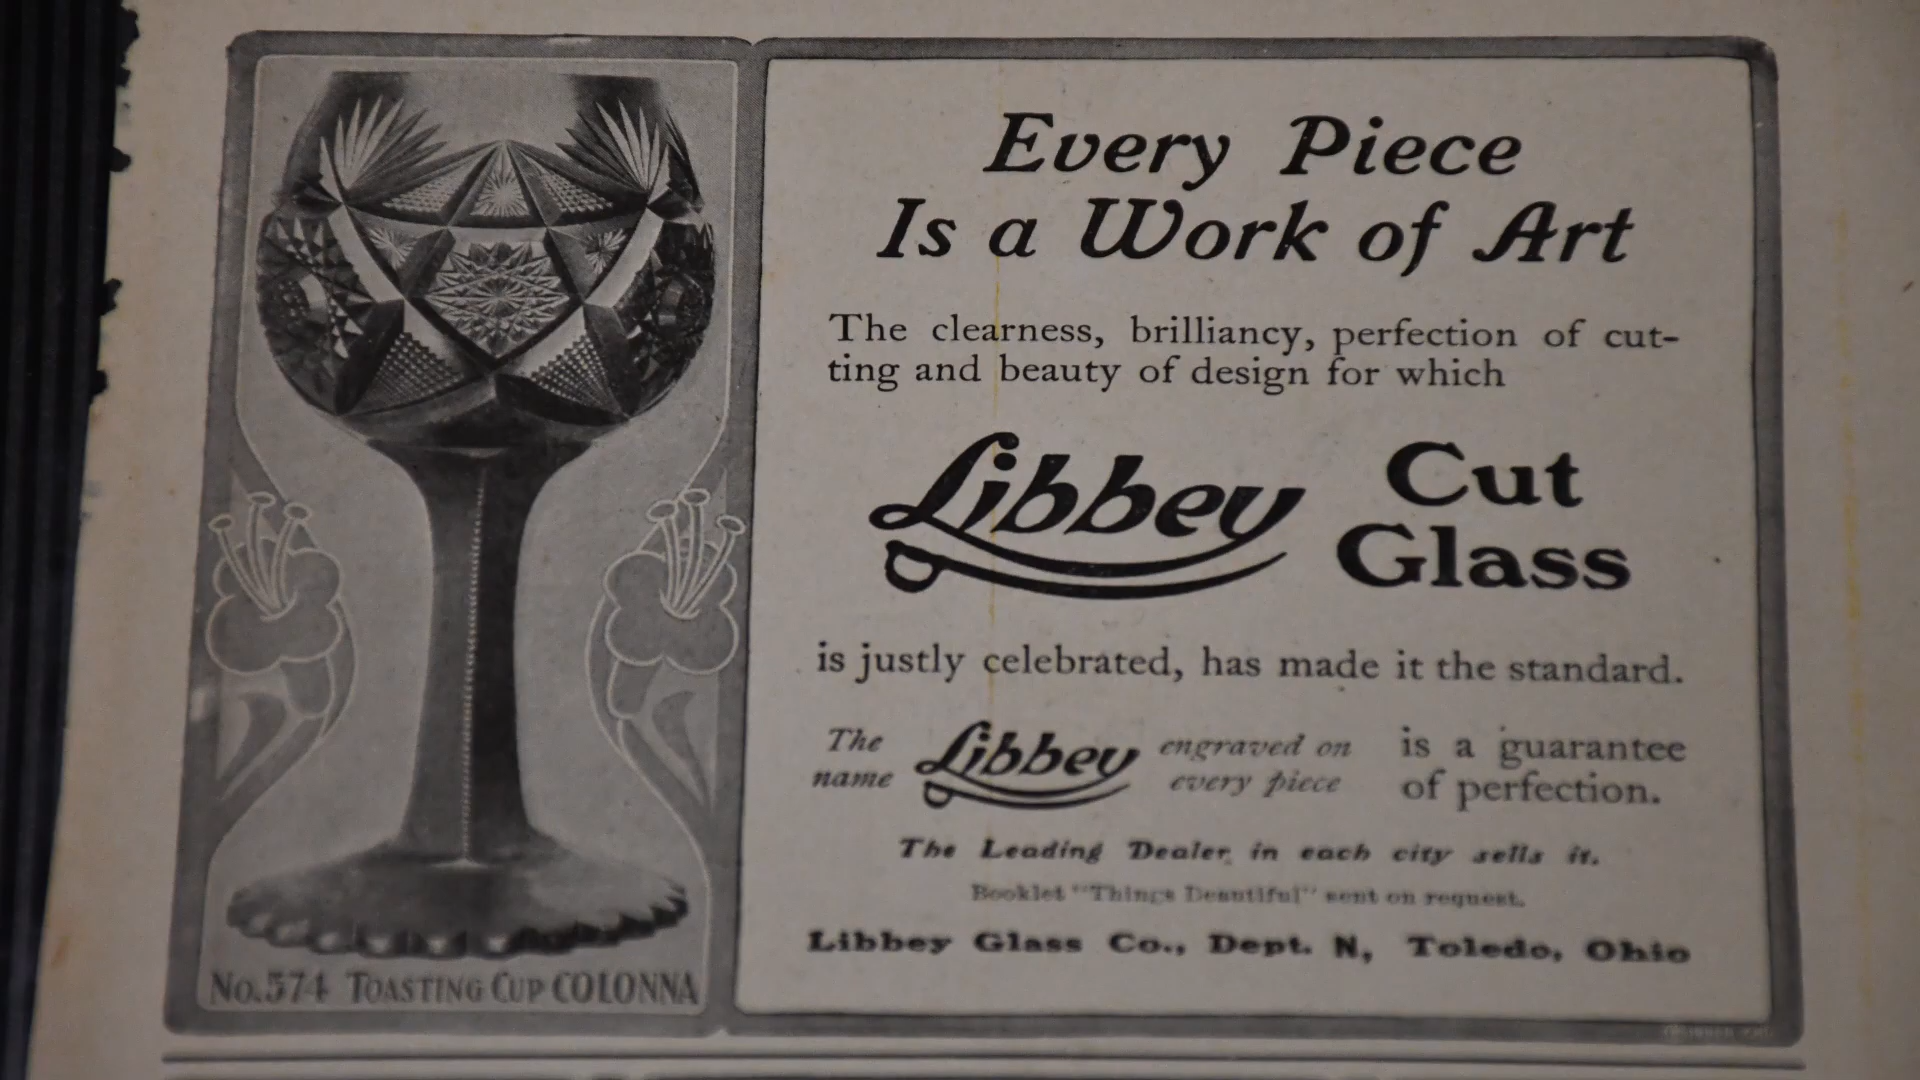 Every Piece
Is a Work of Art
The clearness, brilliancy, perfection of cut-
ting and beauty of design for which
Libbey Cut Glass
is justly celebrated, has made it the standard.
The name Libbey engraved on every piece is a guarantee of perfection.
The Leading Dealer in each city sells it.
Booklet "Things Beautiful" sent on request.
Libbey Glass Co., Dept. N, Toledo, Ohio
No.574 TOASTING CUP COLONNA